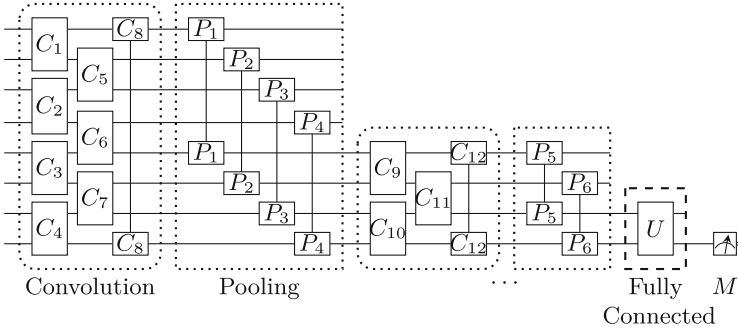 C1 C8 P1
C5 P2
C2 P3
C6 P4
C3 P1 C9 C12 P5
C7 P2 C11 P6
C4 P3 C10 P5 U
C8 P4 C12 P6
Convolution Pooling ... Fully M
Connected